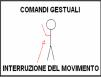 COMANDI GESTUALI
INTERRUZIONE DEL MOVIMENTO